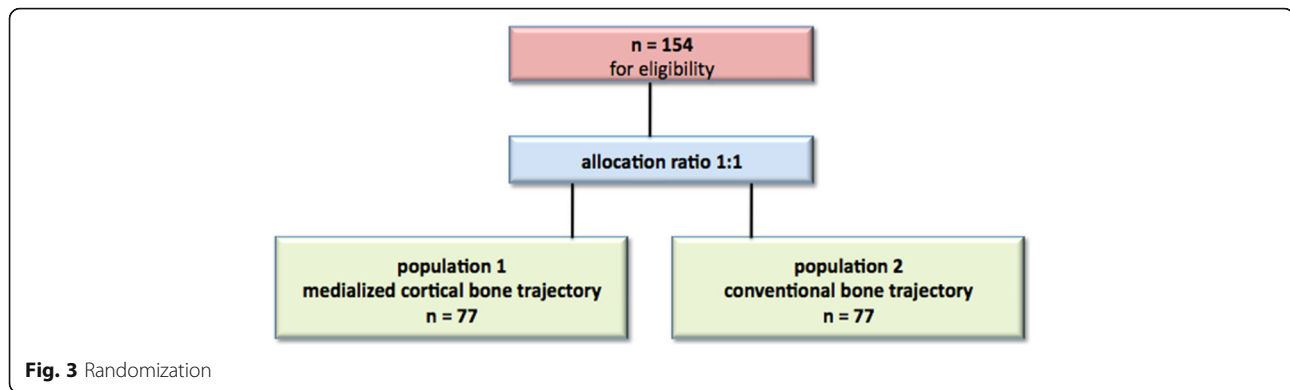 n = 154
for eligibility
allocation ratio 1:1
population 1
medialized cortical bone trajectory
n = 77
population 2
conventional bone trajectory
n = 77
Fig. 3 Randomization